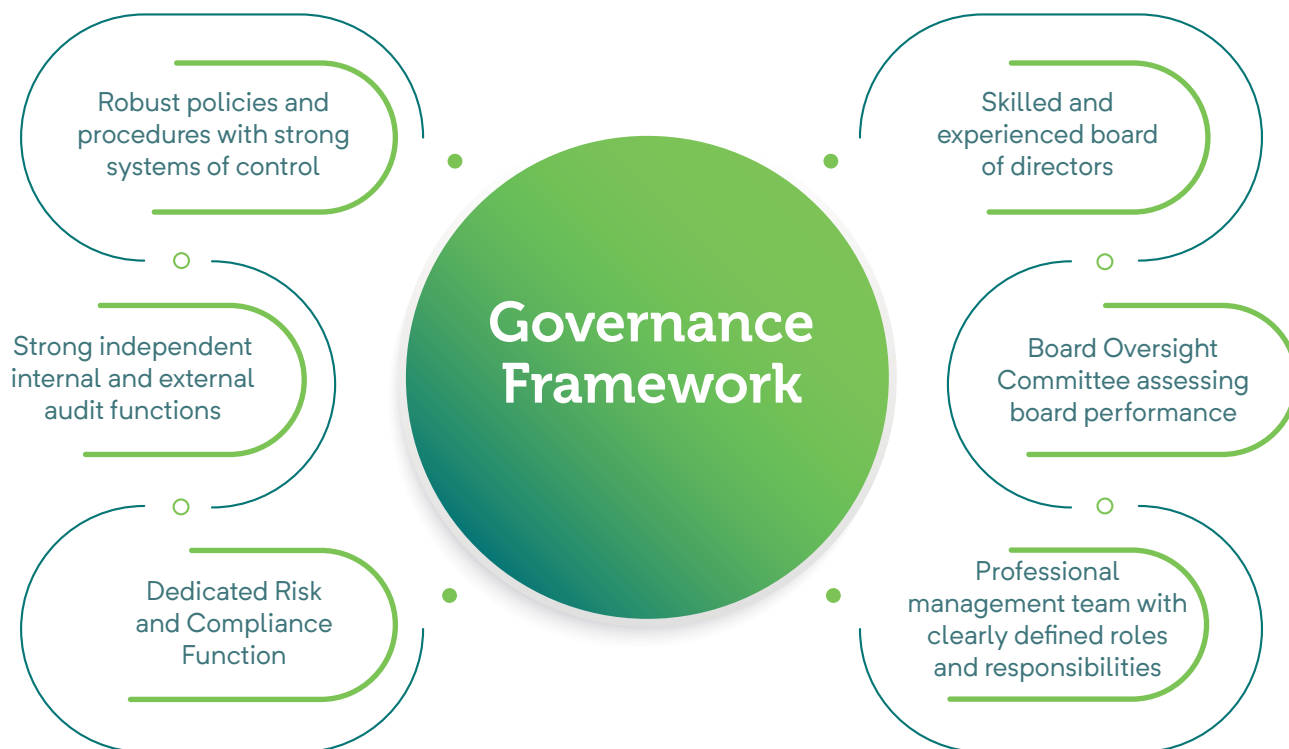 Robust policies and
procedures with strong
systems of control
Strong independent
internal and external
audit functions
Dedicated Risk
and Compliance
Function
Governance
Framework
Skilled and
experienced board
of directors
Board Oversight
Committee assessing
board performance
Professional
management team with
clearly defined roles
and responsibilities